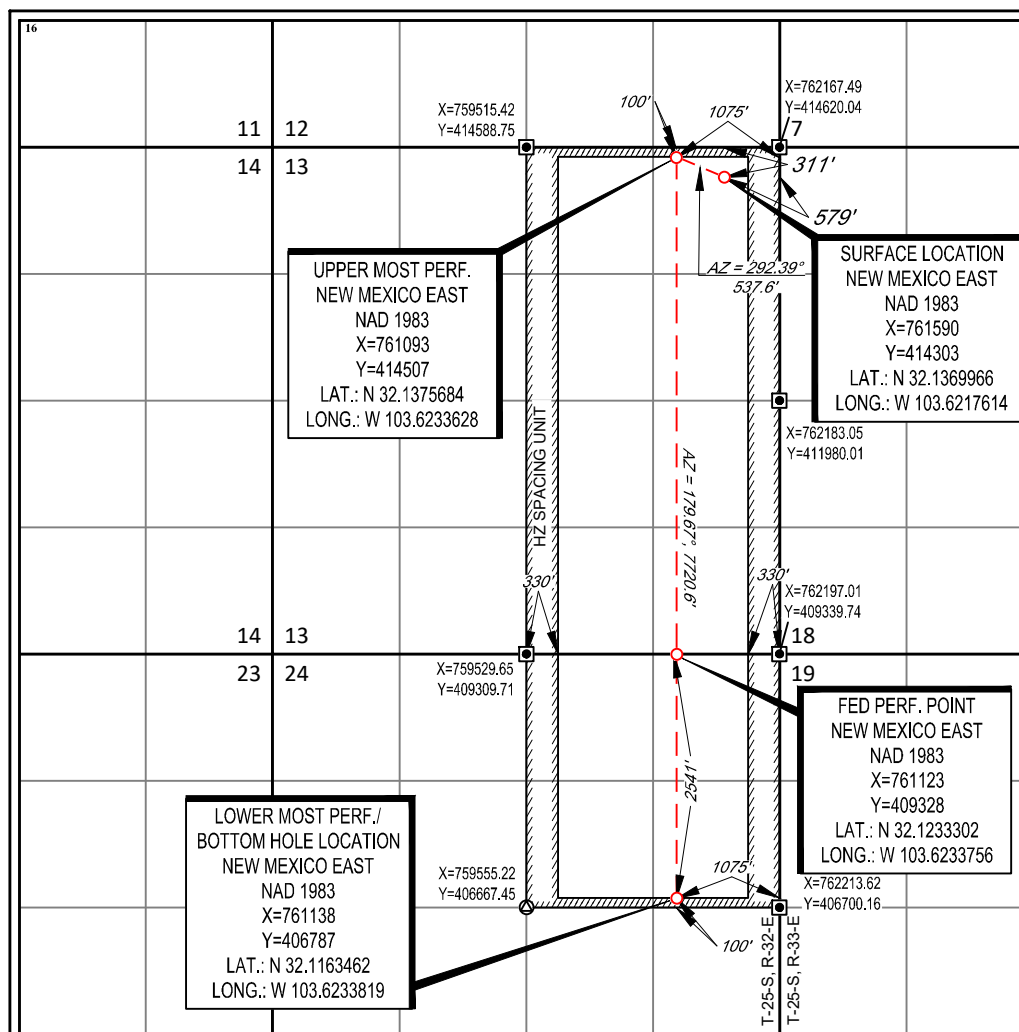 16
X=762167.49
Y=414620.04
X=759515.42
Y=414588.75
100'
1075'
11 12
7
14 13
311'
579'
UPPER MOST PERF.
NEW MEXICO EAST
NAD 1983
X=761093
Y=414507
LAT.: N 32.1375684
LONG.: W 103.6233628
AZ = 292.39°
537.6'
SURFACE LOCATION
NEW MEXICO EAST
NAD 1983
X=761590
Y=414303
LAT.: N 32.1369966
LONG.: W 103.6217614
X=762183.05
Y=411980.01
HZ SPACING UNIT
AZ = 179.67°, 7720.6'
330'
330'
X=762197.01
Y=409339.74
14 13
18
23 24
19
X=759529.65
Y=409309.71
FED PERF. POINT
NEW MEXICO EAST
NAD 1983
X=761123
Y=409328
LAT.: N 32.1233302
LONG.: W 103.6233756
2541'
LOWER MOST PERF./
BOTTOM HOLE LOCATION
NEW MEXICO EAST
NAD 1983
X=761138
Y=406787
LAT.: N 32.1163462
LONG.: W 103.6233819
X=759555.22
Y=406667.45
1075'
X=762213.62
Y=406700.16
100'
T-25-S, R-32-E
T-25-S, R-33-E